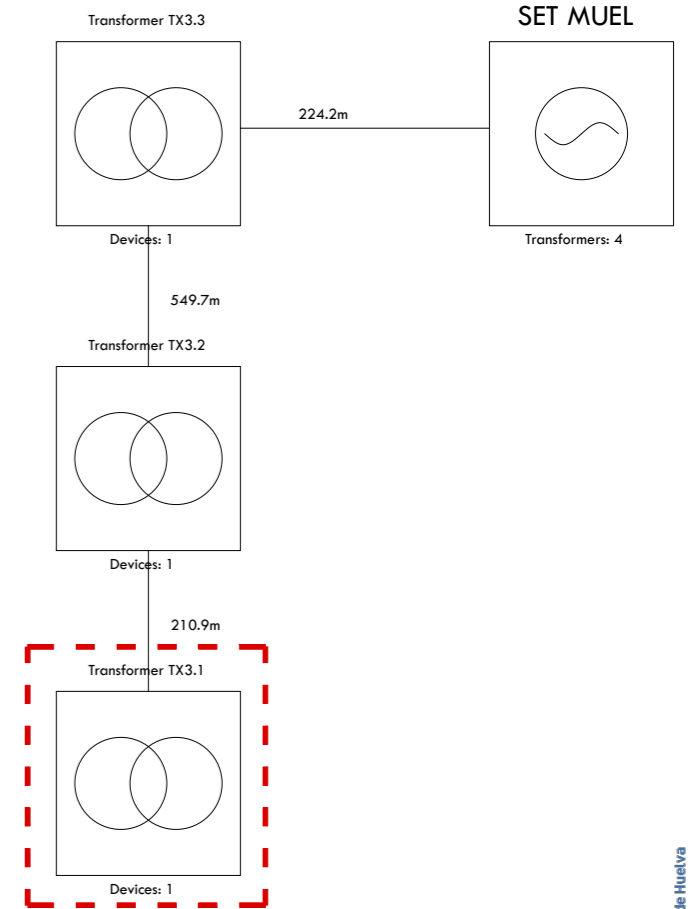 Transformer TX3.3
SET MUEL
224.2m
Devices: 1
Transformers: 4
549.7m
Transformer TX3.2
Devices: 1
210.9m
Transformer TX3.1
Devices: 1
de Huelva